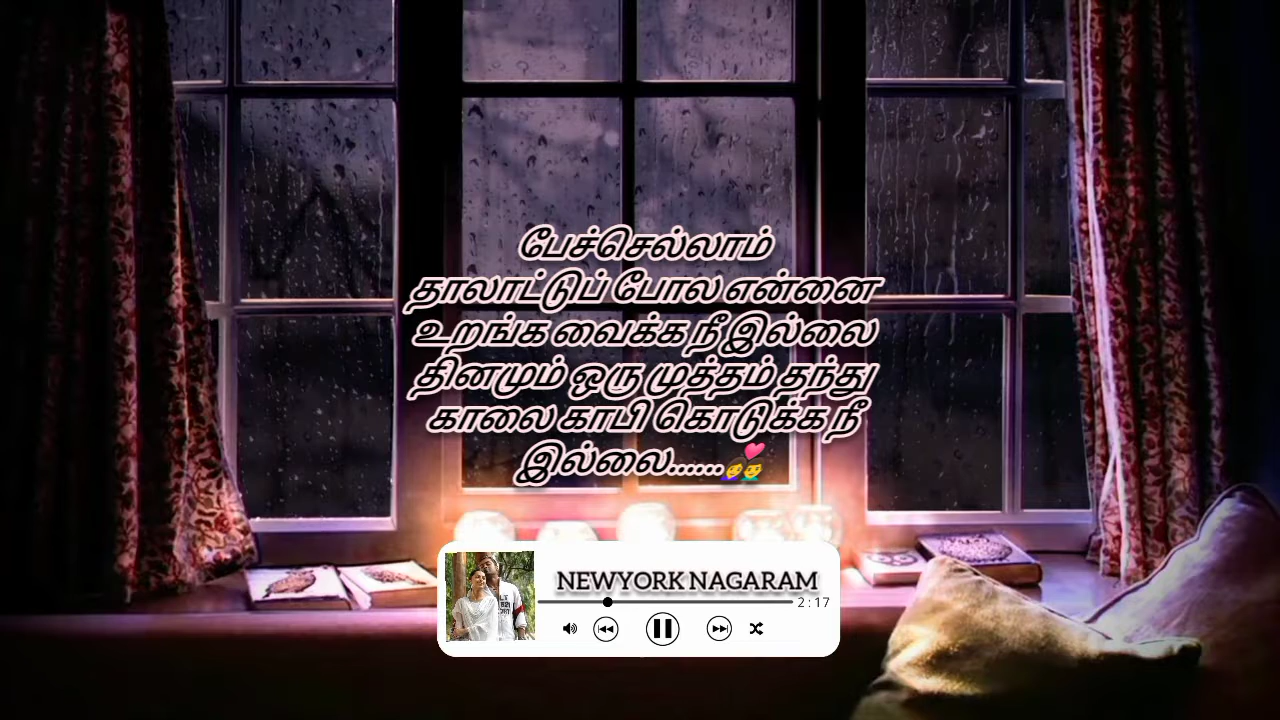 பேச்செல்லாம்
தாலாட்டுப் போல என்னை
உறங்க வைக்க நீ இல்லை
தினமும் ஒரு முத்தம் தந்து
காலை காபி கொடுக்க நீ
இல்லை......💏
NEWYORK NAGARAM
2:17